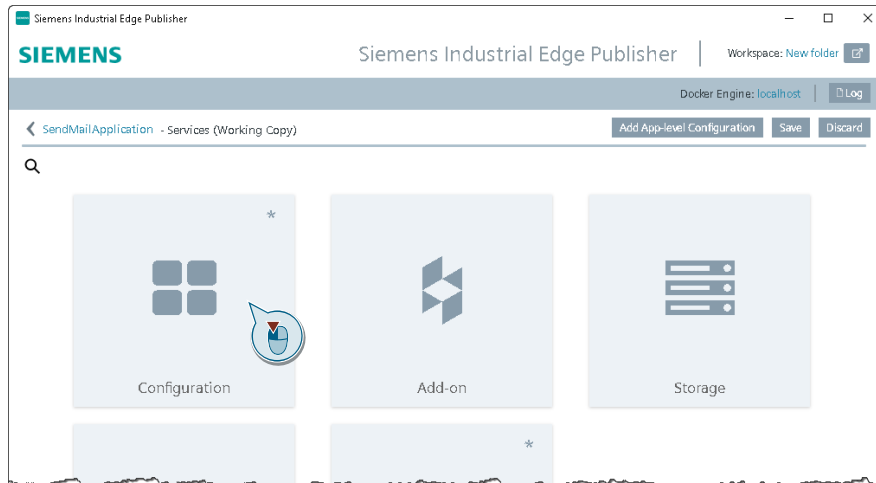 SIEMENS Siemens Industrial Edge Publisher
SIEMENS
Siemens Industrial Edge Publisher
Workspace: New folder
Docker Engine: localhost
Log
SendMailApplication - Services (Working Copy)
Add App-level Configuration
Save
Discard
*
Configuration
Add-on
Storage
*